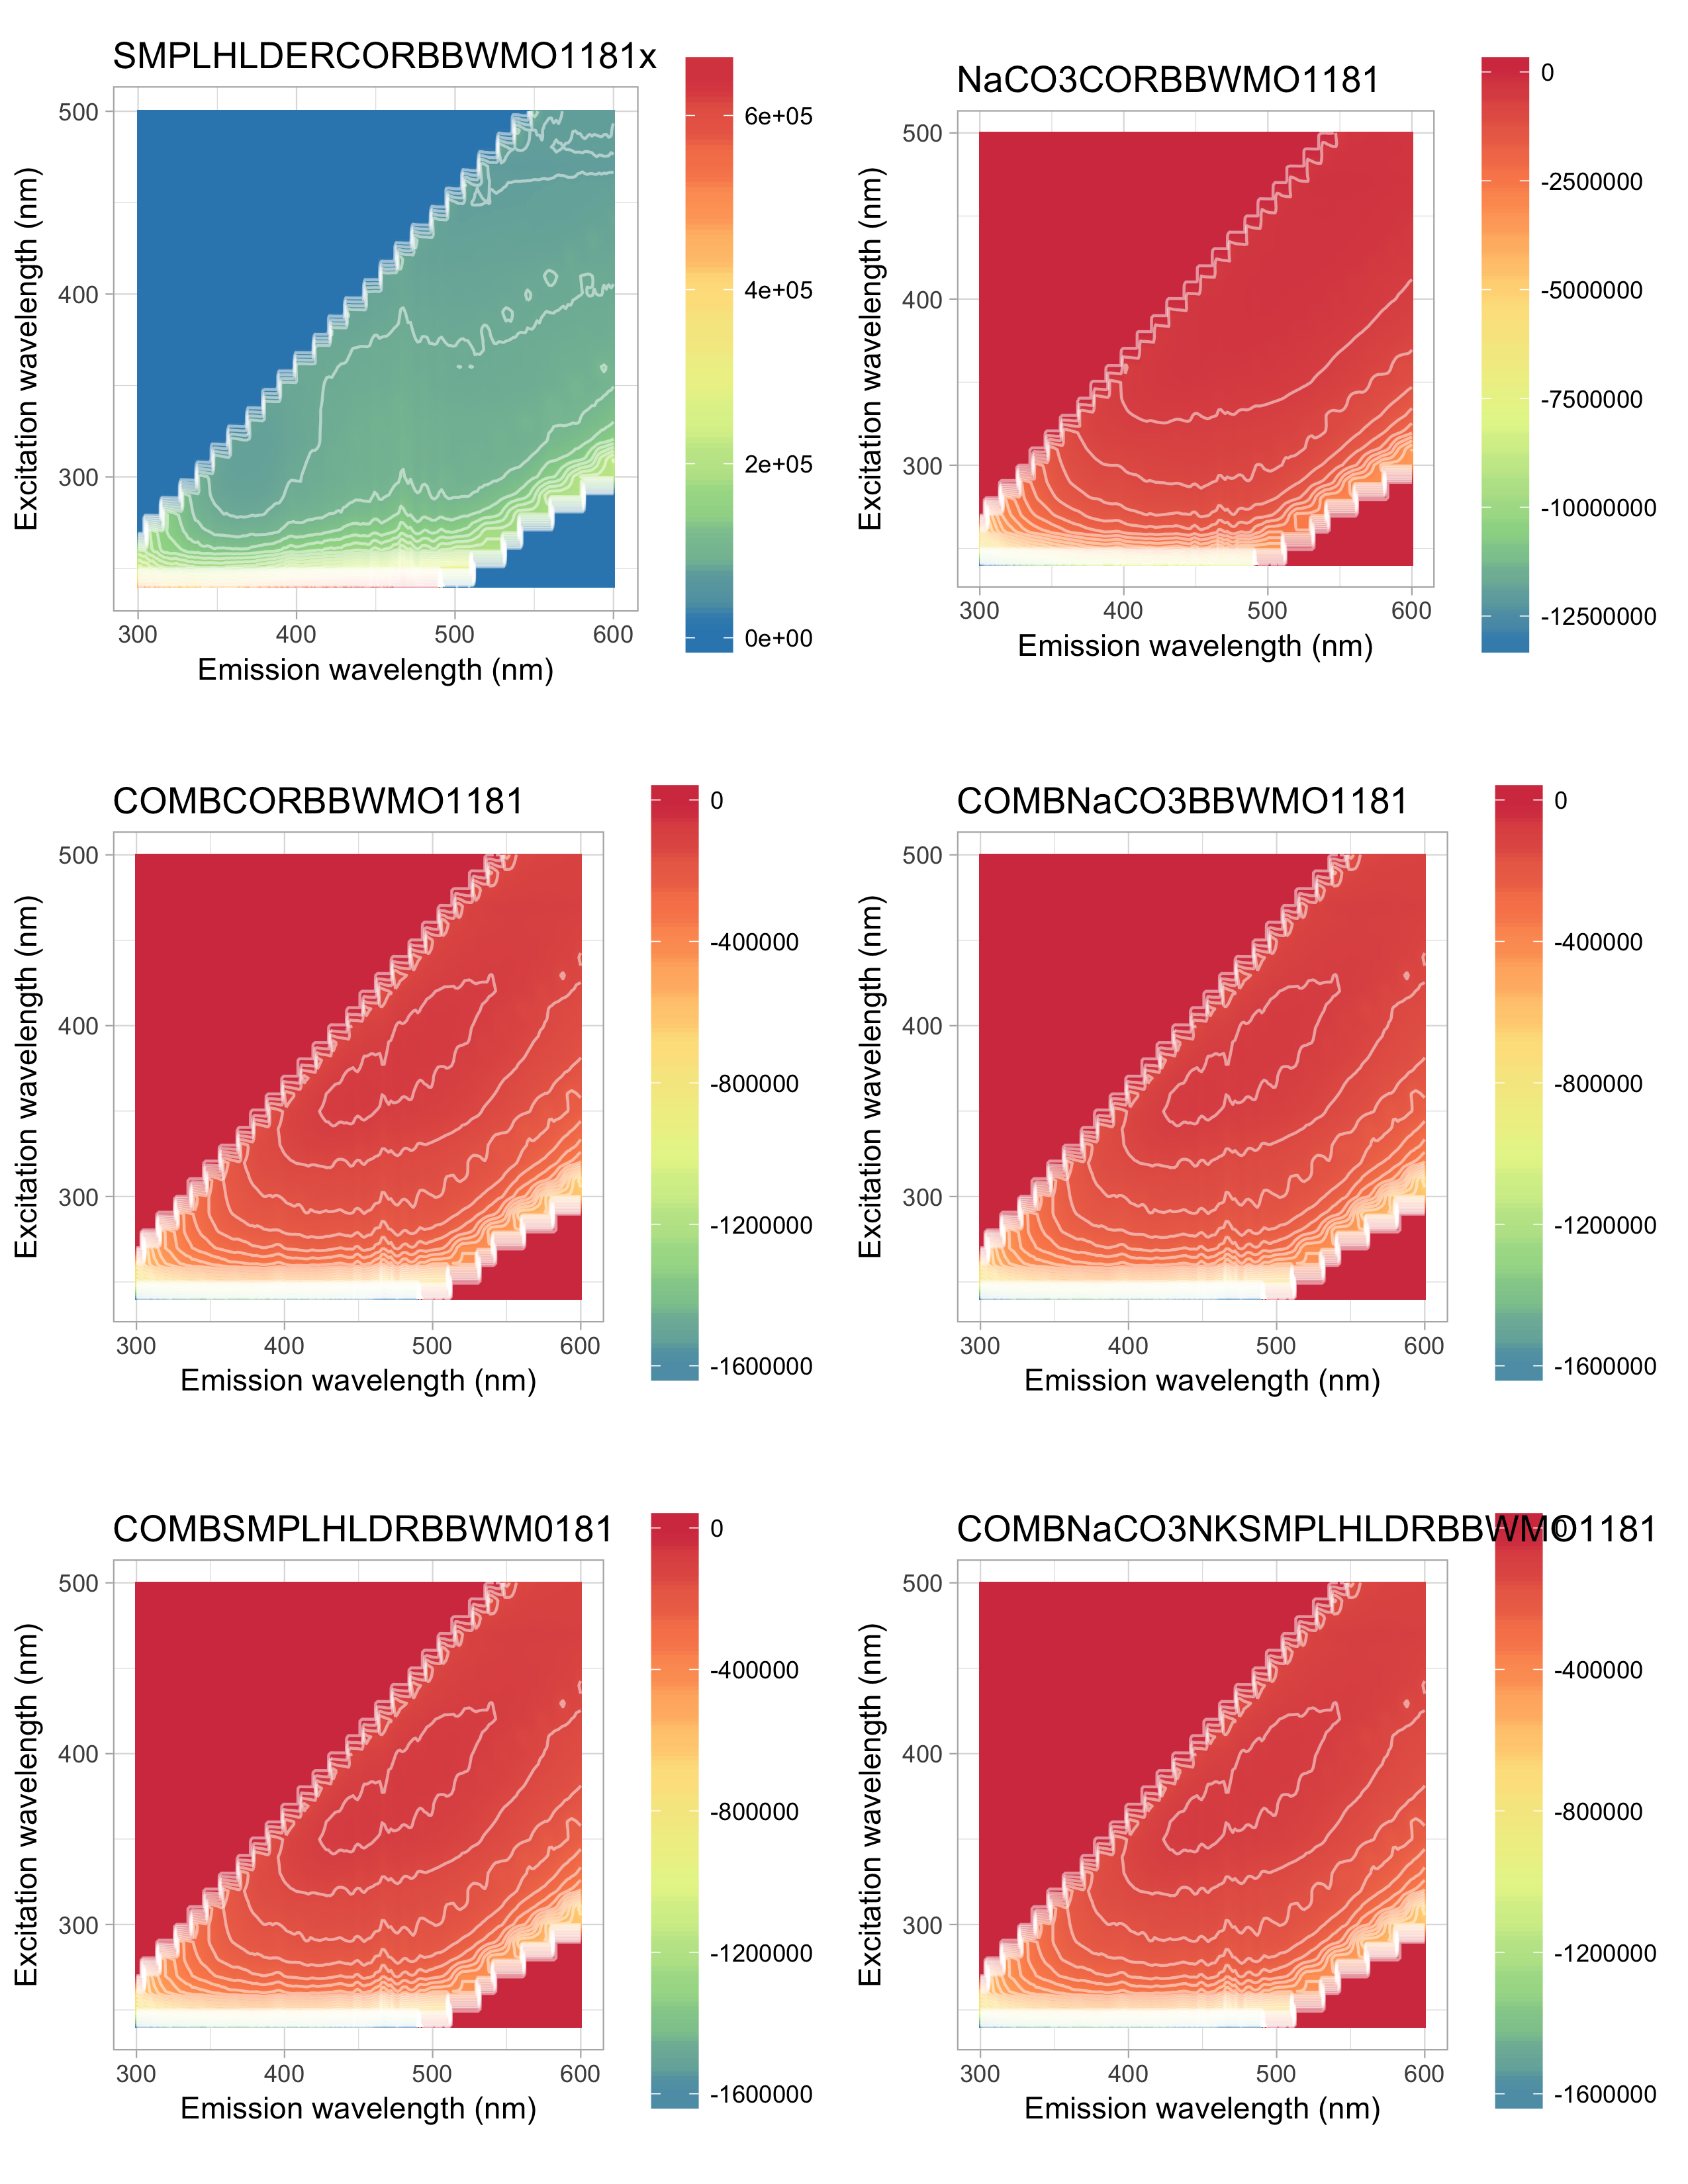 SMPLHLDERCORBBWMO1181x
Excitation wavelength (nm)
500
400
300
300 400 500 600
Emission wavelength (nm)
6e+05
4e+05
2e+05
0e+00
NaCO3CORBBWMO1181
Excitation wavelength (nm)
500
400
300
300 400 500 600
Emission wavelength (nm)
0
-2500000
-5000000
-7500000
-10000000
-12500000
COMBCORBBWMO1181
Excitation wavelength (nm)
500
400
300
300 400 500 600
Emission wavelength (nm)
0
-400000
-800000
-1200000
-1600000
COMBNaCO3BBWMO1181
Excitation wavelength (nm)
500
400
300
300 400 500 600
Emission wavelength (nm)
0
-400000
-800000
-1200000
-1600000
COMBSMPLHLDRBBWM0181
Excitation wavelength (nm)
500
400
300
300 400 500 600
Emission wavelength (nm)
0
-400000
-800000
-1200000
-1600000
COMBNaCO3NKSMPLHLDRBBWMO1181
Excitation wavelength (nm)
500
400
300
300 400 500 600
Emission wavelength (nm)
0
-400000
-800000
-1200000
-1600000